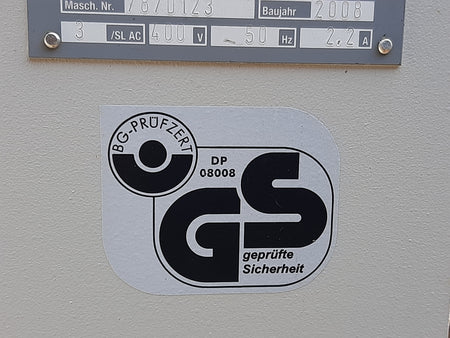 Masch. Nr. 7870123 Baujahr 2008
3 /SL AC 400 V 50 Hz 2,2 A
BG-PRÜFZERT
DP
08008
GS
geprüfte
Sicherheit